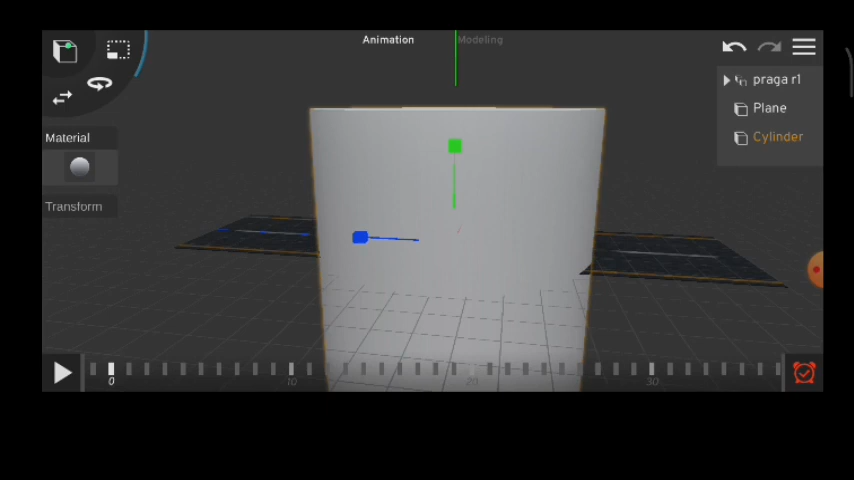 Animation
Modeling
praga r1
Plane
Cylinder
Material
Transform
0
10
20
30